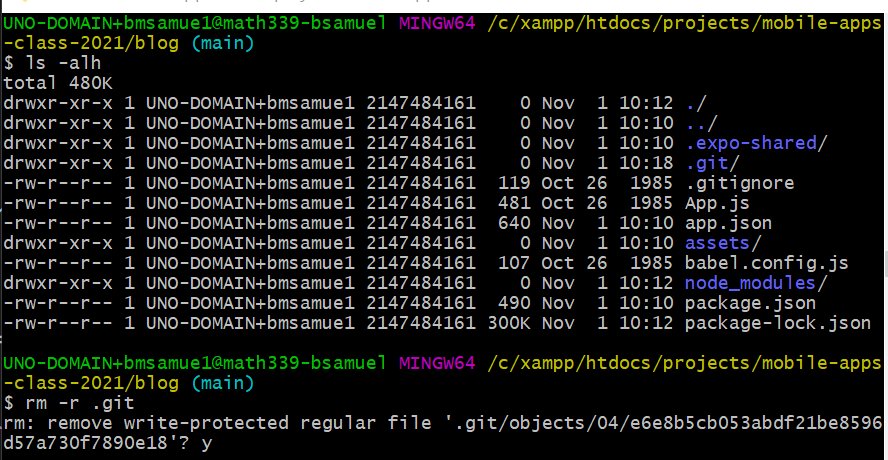 UNO-DOMAIN+bmsamue1@math339-bsamuel MINGW64 /c/xampp/htdocs/projects/mobile-apps
-class-2021/blog (main)
$ ls -alh
total 480K
drwxr-xr-x 1 UNO-DOMAIN+bmsamue1 2147484161    0 Nov  1 10:12 ./
drwxr-xr-x 1 UNO-DOMAIN+bmsamue1 2147484161    0 Nov  1 10:10 ../
drwxr-xr-x 1 UNO-DOMAIN+bmsamue1 2147484161    0 Nov  1 10:10 .expo-shared/
drwxr-xr-x 1 UNO-DOMAIN+bmsamue1 2147484161    0 Nov  1 10:18 .git/
-rw-r--r-- 1 UNO-DOMAIN+bmsamue1 2147484161  119 Oct 26  1985 .gitignore
-rw-r--r-- 1 UNO-DOMAIN+bmsamue1 2147484161  481 Oct 26  1985 App.js
-rw-r--r-- 1 UNO-DOMAIN+bmsamue1 2147484161  640 Nov  1 10:10 app.json
drwxr-xr-x 1 UNO-DOMAIN+bmsamue1 2147484161    0 Nov  1 10:10 assets/
-rw-r--r-- 1 UNO-DOMAIN+bmsamue1 2147484161  107 Oct 26  1985 babel.config.js
drwxr-xr-x 1 UNO-DOMAIN+bmsamue1 2147484161    0 Nov  1 10:12 node_modules/
-rw-r--r-- 1 UNO-DOMAIN+bmsamue1 2147484161  490 Nov  1 10:10 package.json
-rw-r--r-- 1 UNO-DOMAIN+bmsamue1 2147484161 300K Nov  1 10:12 package-lock.json
UNO-DOMAIN+bmsamue1@math339-bsamuel MINGW64 /c/xampp/htdocs/projects/mobile-apps
-class-2021/blog (main)
$ rm -r .git
rm: remove write-protected regular file '.git/objects/04/e6e8b5cb053abdf21be8596
d57a730f7890e18'? y